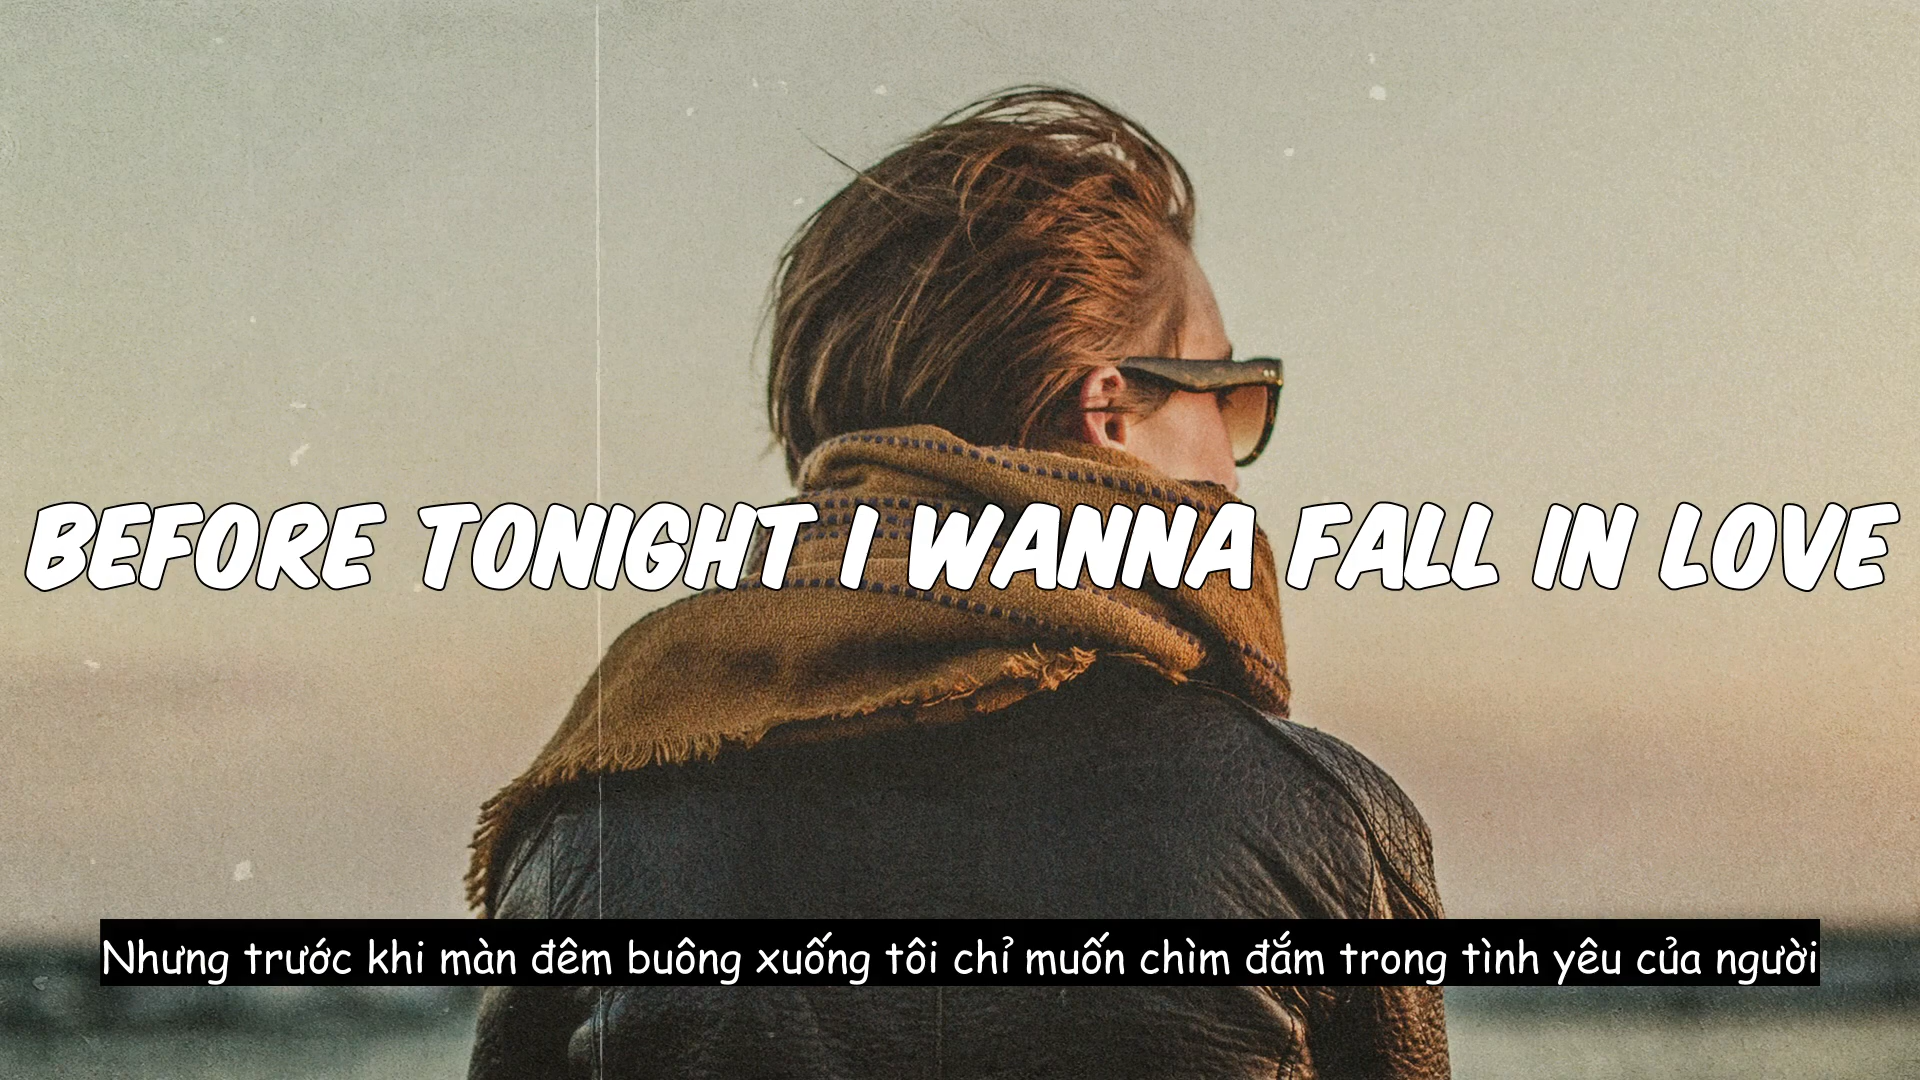 BEFORE TONIGHT I WANNA FALL IN LOVE
Nhưng trước khi màn đêm buông xuống tôi chỉ muốn chìm đắm trong tình yêu của người